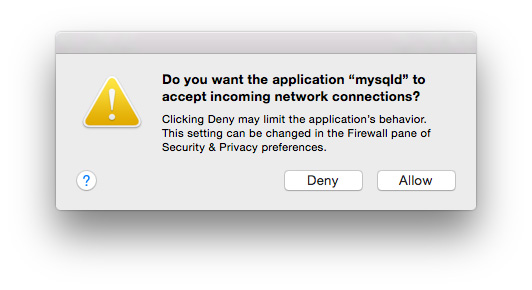 Do you want the application “mysqld” to
accept incoming network connections?
Clicking Deny may limit the application’s behavior.
This setting can be changed in the Firewall pane of
Security & Privacy preferences.
?
Deny
Allow